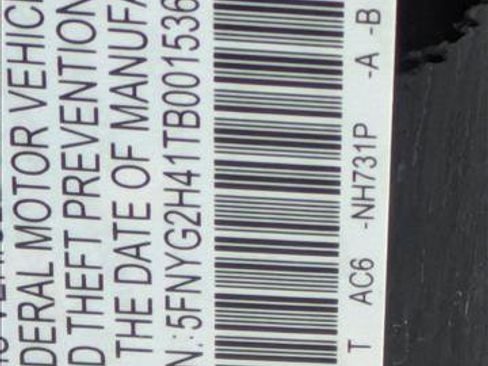 DERAL MOTOR VEHIC
D THEFT PREVENTION
THE DATE OF MANUFA
N.: 5FNYG2H41TB001536
T AC6 -NH731P -A -B